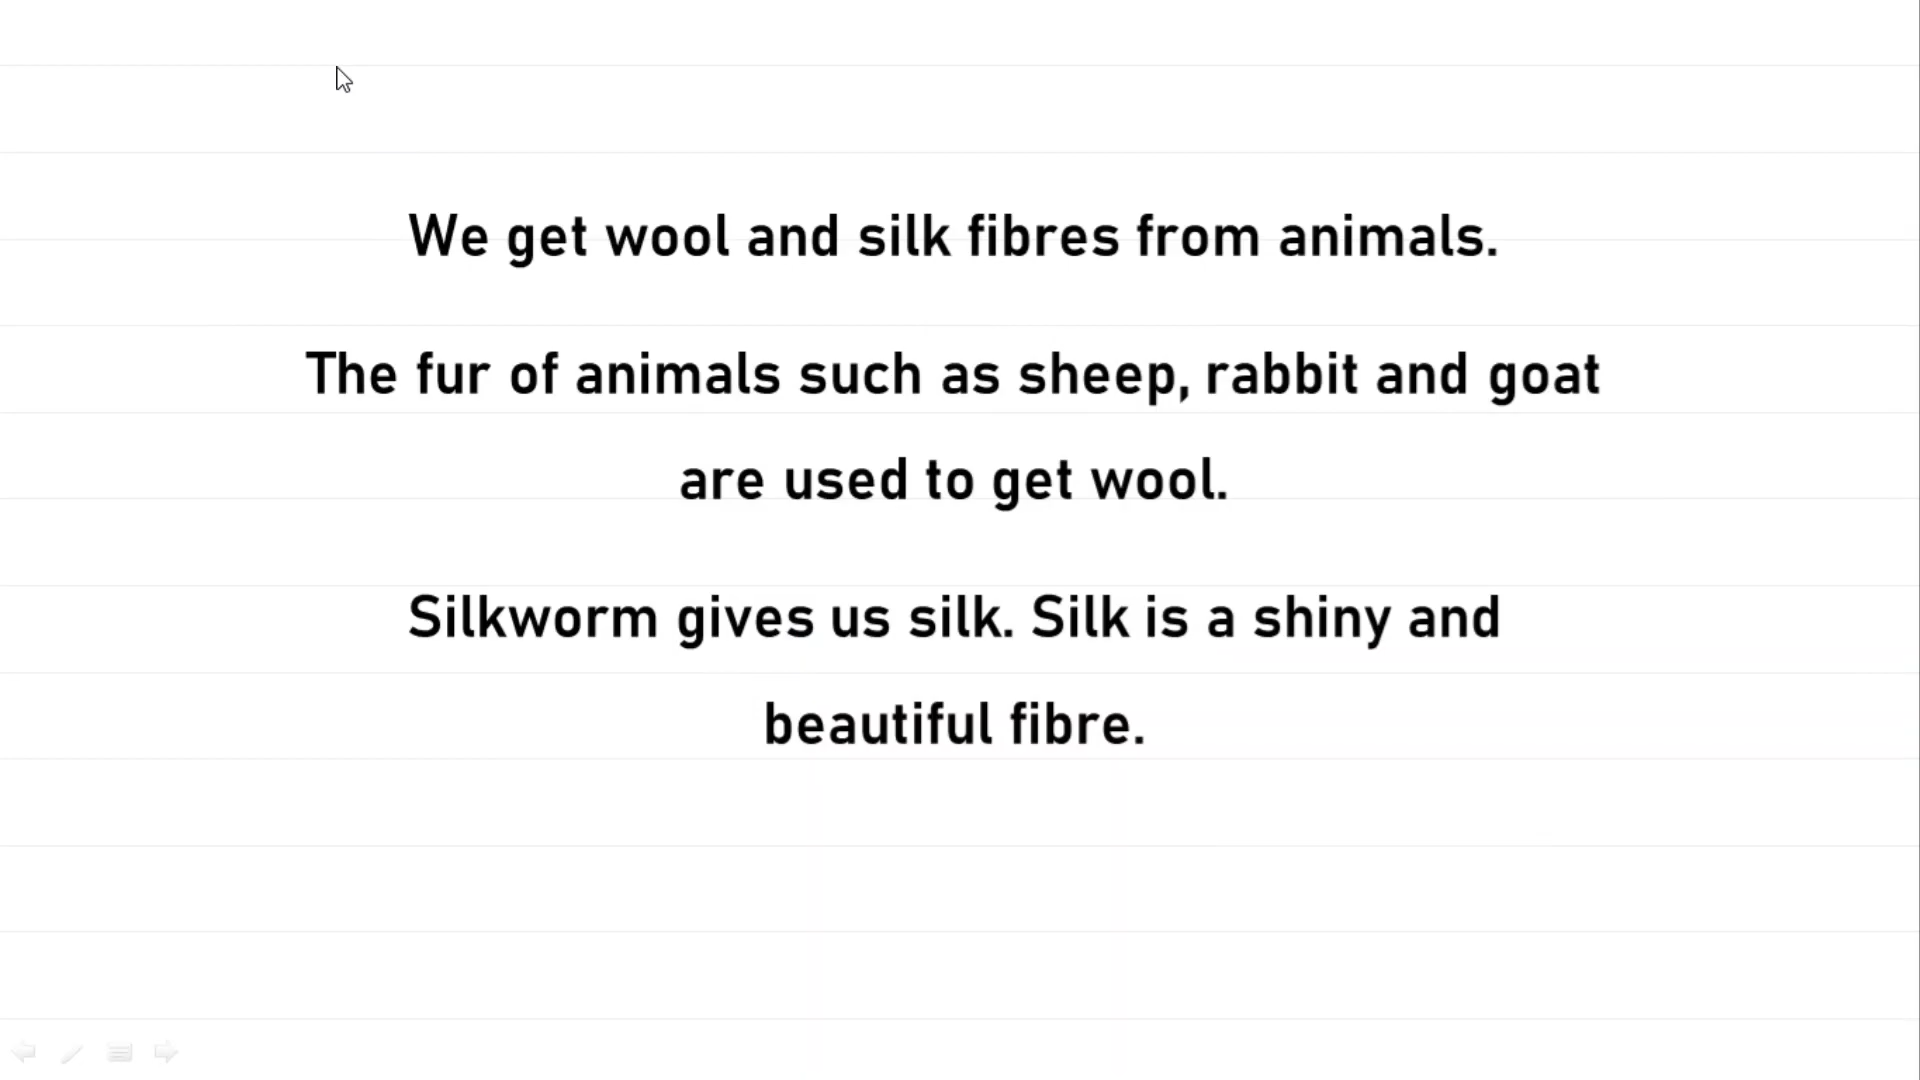 We get wool and silk fibres from animals.
The fur of animals such as sheep, rabbit and goat
are used to get wool.
Silkworm gives us silk. Silk is a shiny and
beautiful fibre.